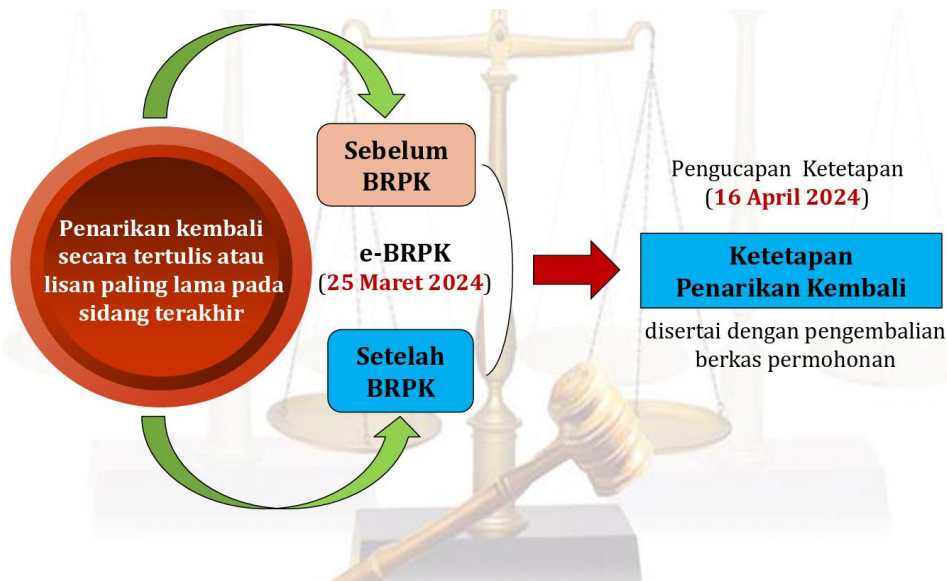 Penarikan kembali
secara tertulis atau
lisan paling lama pada
sidang terakhir
Sebelum
BRPK
e-BRPK
(25 Maret 2024)
Setelah
BRPK
Pengucapan Ketetapan
(16 April 2024)
Ketetapan
Penarikan Kembali
disertai dengan pengembalian
berkas permohonan